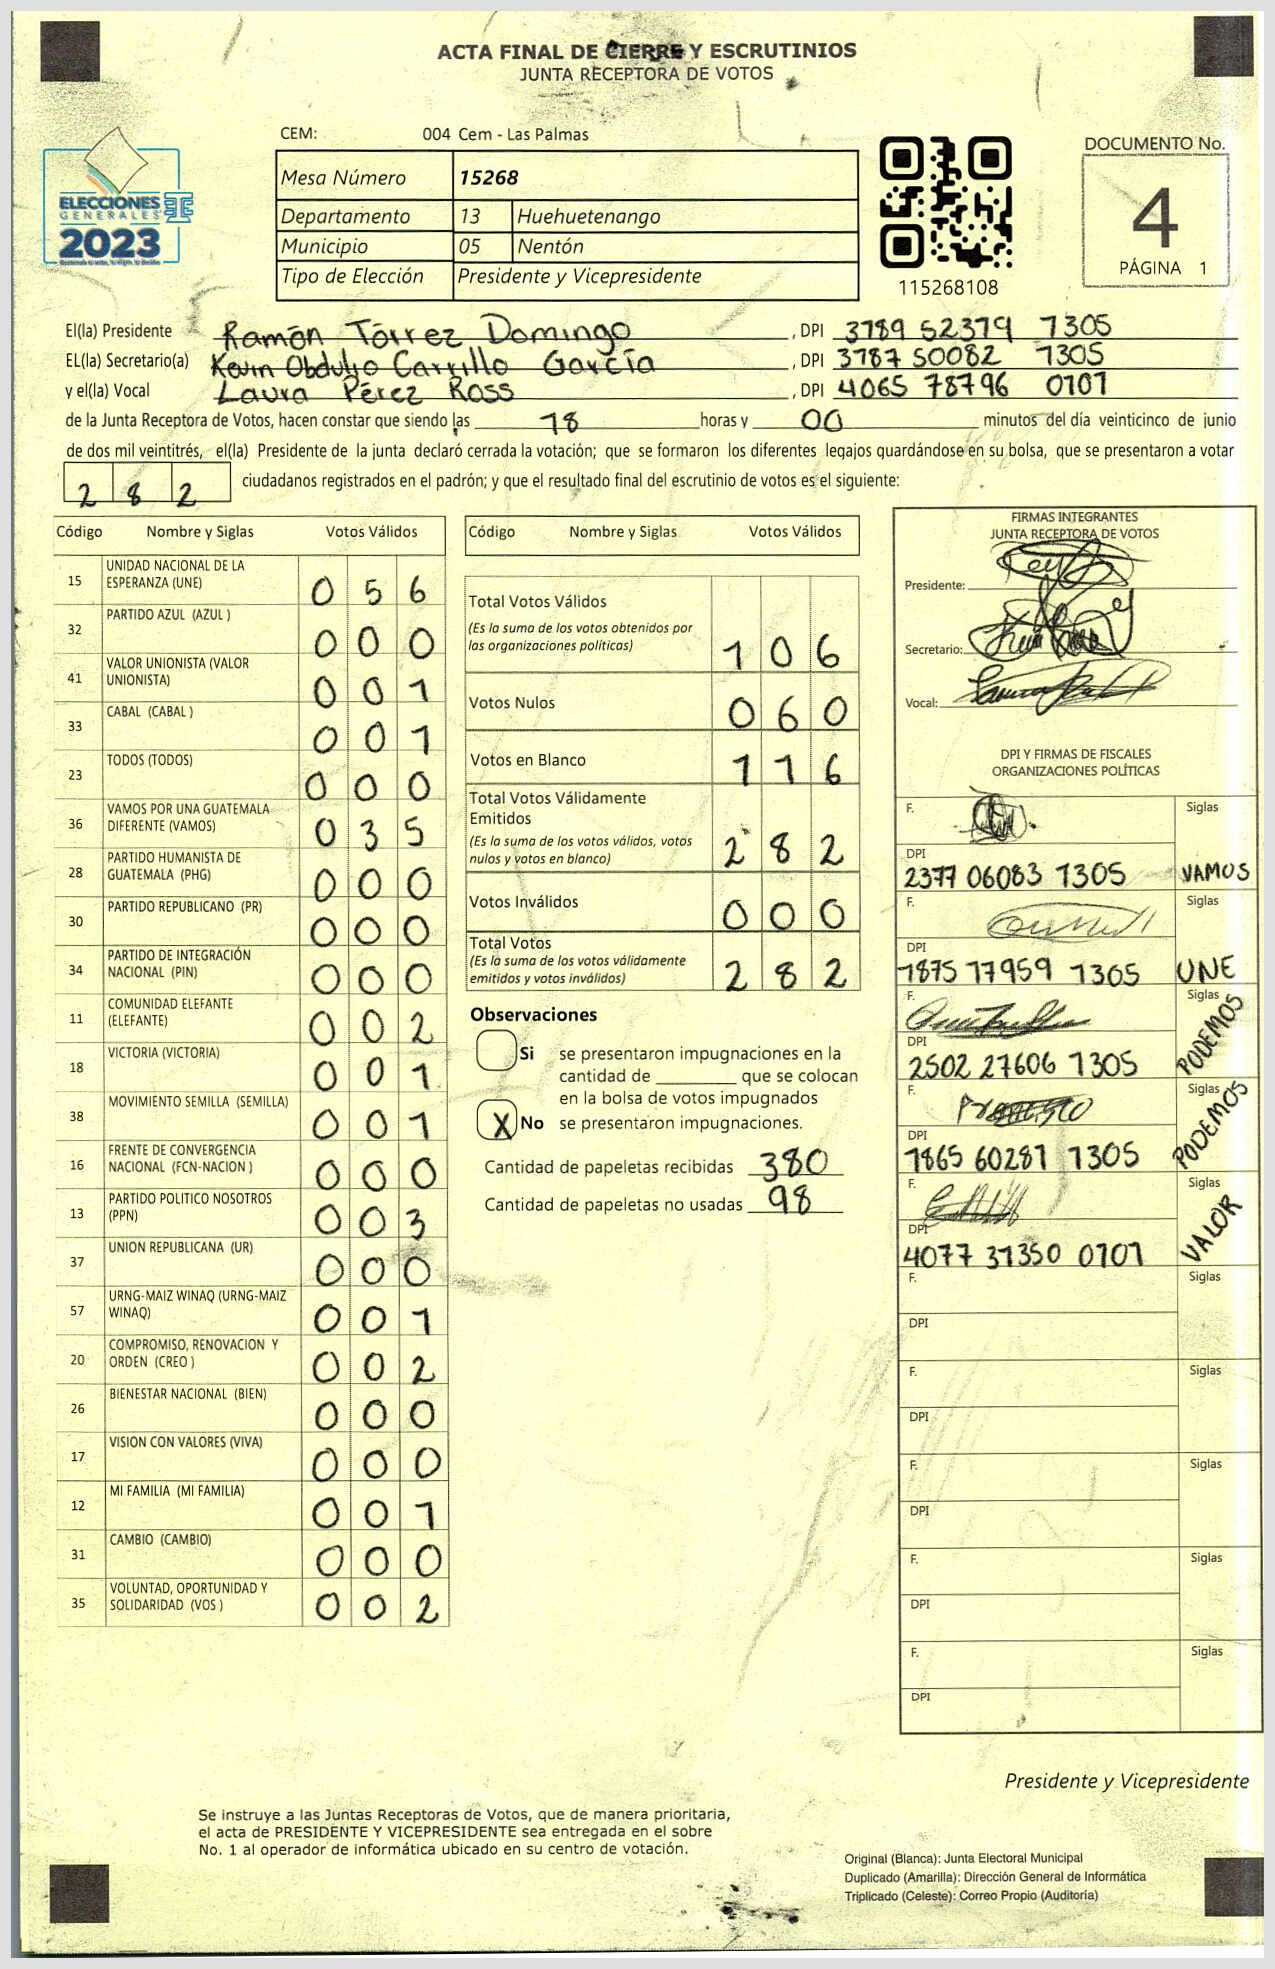 ACTA FINAL DE CIERRE Y ESCRUTINIOS
JUNTA RECEPTORA DE VOTOS
CEM: 004 Cem - Las Palmas
DOCUMENTO No.
4
PÁGINA 1
ELECCIONES
GENERALES
2023
Mesa Número 15268
Departamento 13 Huehuetenango
Municipio 05 Nentón
Tipo de Elección Presidente y Vicepresidente
115268108
El(la) Presidente Ramón Tórrez Domingo , DPI 3789 52379 1305
EL(la) Secretario(a) Kevin Obdulio Carrillo García , DPI 3787 50082 1305
y el(la) Vocal Laura Pérez Ross , DPI 4065 78796 0101
de la Junta Receptora de Votos, hacen constar que siendo las 18 horas y 00 minutos del día veinticinco de junio
de dos mil veintitrés, el(la) Presidente de la junta declaró cerrada la votación; que se formaron los diferentes legajos guardándose en su bolsa, que se presentaron a votar
2 8 2 ciudadanos registrados en el padrón; y que el resultado final del escrutinio de votos es el siguiente:
Código Nombre y Siglas Votos Válidos
15 UNIDAD NACIONAL DE LA ESPERANZA (UNE) 0 5 6
32 PARTIDO AZUL (AZUL ) 0 0 0
41 VALOR UNIONISTA (VALOR UNIONISTA) 0 0 1
33 CABAL (CABAL ) 0 0 1
23 TODOS (TODOS) 0 0 0
36 VAMOS POR UNA GUATEMALA DIFERENTE (VAMOS) 0 3 5
28 PARTIDO HUMANISTA DE GUATEMALA (PHG) 0 0 0
30 PARTIDO REPUBLICANO (PR) 0 0 0
34 PARTIDO DE INTEGRACIÓN NACIONAL (PIN) 0 0 0
11 COMUNIDAD ELEFANTE (ELEFANTE) 0 0 2
18 VICTORIA (VICTORIA) 0 0 1
38 MOVIMIENTO SEMILLA (SEMILLA) 0 0 1
16 FRENTE DE CONVERGENCIA NACIONAL (FCN-NACION ) 0 0 0
13 PARTIDO POLITICO NOSOTROS (PPN) 0 0 3
37 UNION REPUBLICANA (UR) 0 0 0
57 URNG-MAIZ WINAQ (URNG-MAIZ WINAQ) 0 0 1
20 COMPROMISO, RENOVACION Y ORDEN (CREO ) 0 0 2
26 BIENESTAR NACIONAL (BIEN) 0 0 0
17 VISION CON VALORES (VIVA) 0 0 0
12 MI FAMILIA (MI FAMILIA) 0 0 1
31 CAMBIO (CAMBIO) 0 0 0
35 VOLUNTAD, OPORTUNIDAD Y SOLIDARIDAD (VOS ) 0 0 2
Código Nombre y Siglas Votos Válidos
Total Votos Válidos 1 0 6
(Es la suma de los votos obtenidos por
las organizaciones políticas)
Votos Nulos 0 6 0
Votos en Blanco 1 1 6
Total Votos Válidamente
Emitidos 2 8 2
(Es la suma de los votos válidos, votos
nulos y votos en blanco)
Votos Inválidos 0 0 0
Total Votos 2 8 2
(Es la suma de los votos válidamente
emitidos y votos inválidos)
Observaciones
Si se presentaron impugnaciones en la
cantidad de ________ que se colocan
en la bolsa de votos impugnados
X No se presentaron impugnaciones.
Cantidad de papeletas recibidas 380
Cantidad de papeletas no usadas 98
FIRMAS INTEGRANTES
JUNTA RECEPTORA DE VOTOS
Presidente:
Secretario:
Vocal:
DPI Y FIRMAS DE FISCALES
ORGANIZACIONES POLÍTICAS
F. Siglas
DPI
2377 06083 1305 VAMOS
F. Siglas
DPI
1875 17959 1305 UNE
F. Siglas
DPI
2502 27606 1305 PODEMOS
F. Siglas
DPI
1865 60281 1305 PODEMOS
F. Siglas
DPI
4077 31350 0101 VALOR
F. Siglas
DPI
F. Siglas
DPI
F. Siglas
DPI
F. Siglas
DPI
F. Siglas
DPI
Presidente y Vicepresidente
Se instruye a las Juntas Receptoras de Votos, que de manera prioritaria,
el acta de PRESIDENTE Y VICEPRESIDENTE sea entregada en el sobre
No. 1 al operador de informática ubicado en su centro de votación.
Original (Blanca): Junta Electoral Municipal
Duplicado (Amarilla): Dirección General de Informática
Triplicado (Celeste): Correo Propio (Auditoría)